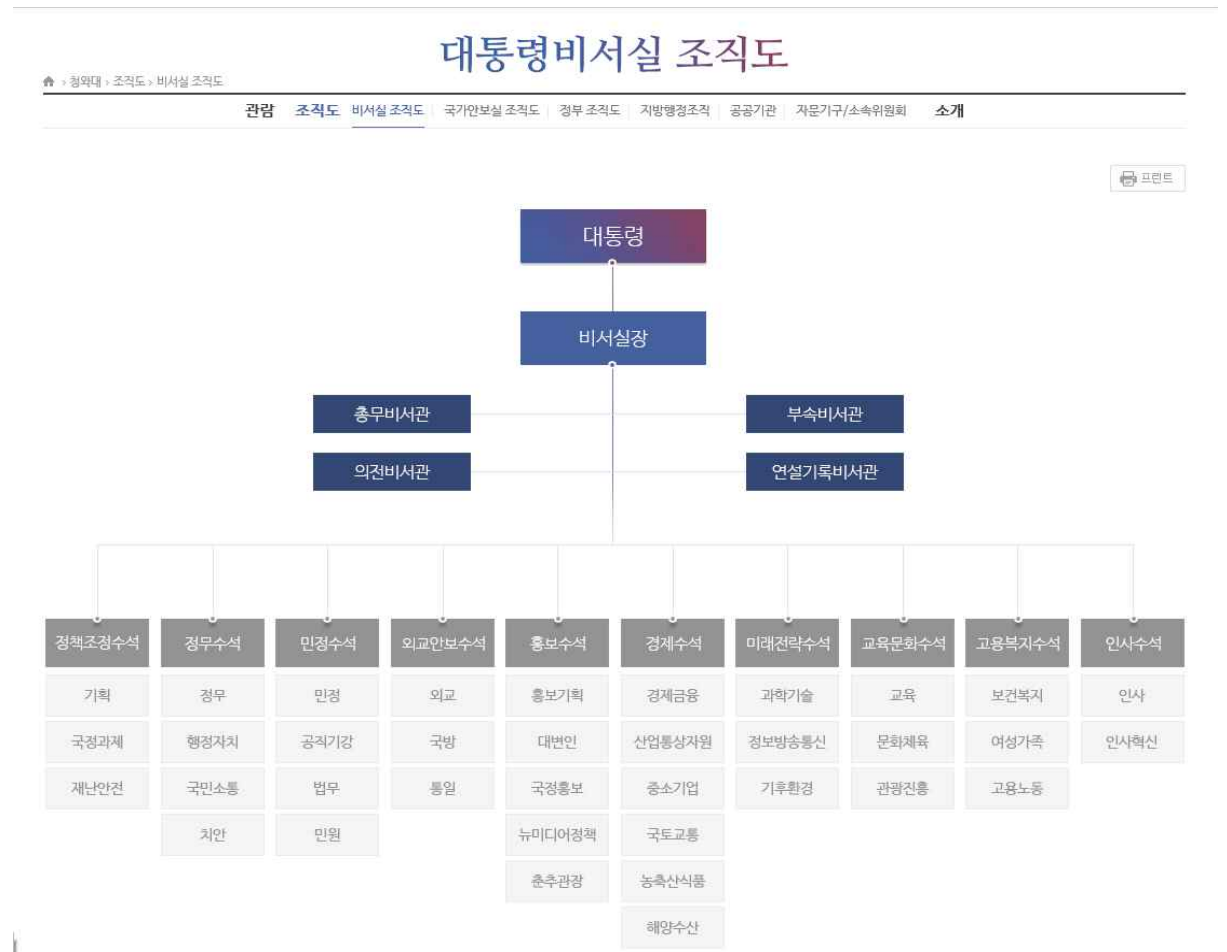 대통령비서실 조직도
› 청와대 › 조직도 › 비서실 조직도
관람 조직도 비서실 조직도 국가안보실 조직도 정부 조직도 지방행정조직 공공기관 자문기구/소속위원회 소개
프린트
대통령
비서실장
총무비서관 부속비서관
의전비서관 연설기록비서관
정책조정수석 정무수석 민정수석 외교안보수석 홍보수석 경제수석 미래전략수석 교육문화수석 고용복지수석 인사수석
기획 정무 민정 외교 홍보기획 경제금융 과학기술 교육 보건복지 인사
국정과제 행정자치 공직기강 국방 대변인 산업통상자원 정보방송통신 문화체육 여성가족 인사혁신
재난안전 국민소통 법무 통일 국정홍보 중소기업 기후환경 관광진흥 고용노동
치안 민원 뉴미디어정책 국토교통
춘추관장 농축산식품
해양수산